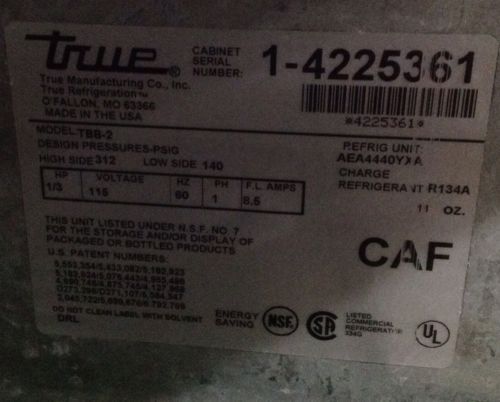 true®
CABINET
SERIAL
NUMBER:
1-4225361
True Manufacturing Co., Inc.
True Refrigeration™
O'FALLON, MO 63366
MADE IN THE USA
*4225361*
MODEL: TBB-2
DESIGN PRESSURES-PSIG
HIGH SIDE 312 LOW SIDE 140
REFRIG UNIT:
AEA4440YXA
CHARGE
REFRIGERANT R134A
11 OZ.
HP VOLTAGE HZ PH F.L. AMPS
1/3 115 60 1 8.5
THIS UNIT LISTED UNDER N.S.F. NO. 7
FOR THE STORAGE AND/OR DISPLAY OF
PACKAGED OR BOTTLED PRODUCTS
CAF
U.S. PATENT NUMBERS:
DO NOT CLEAN LABEL WITH SOLVENT
DRL
ENERGY
SAVING
NSF®
SA
LISTED
COMMERCIAL
REFRIGERATOR
334G
UL